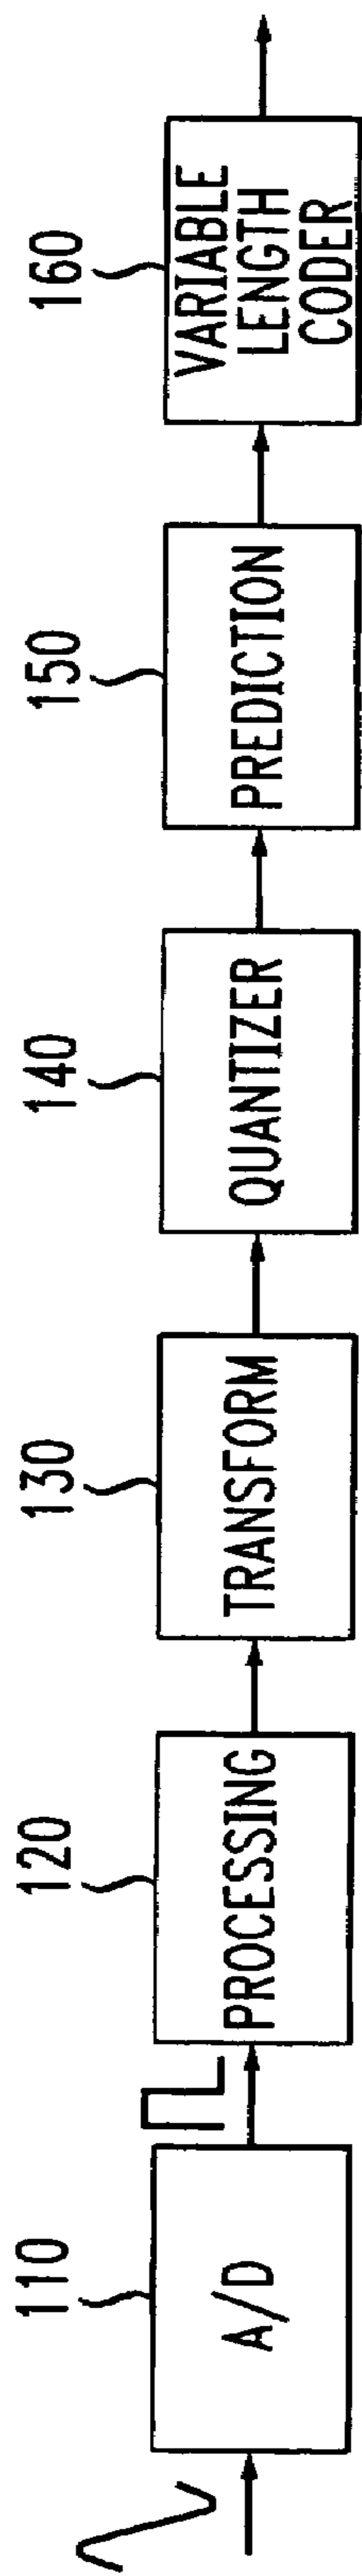 110
A/D
120
PROCESSING
130
TRANSFORM
140
QUANTIZER
150
PREDICTION
160
VARIABLE
LENGTH
CODER